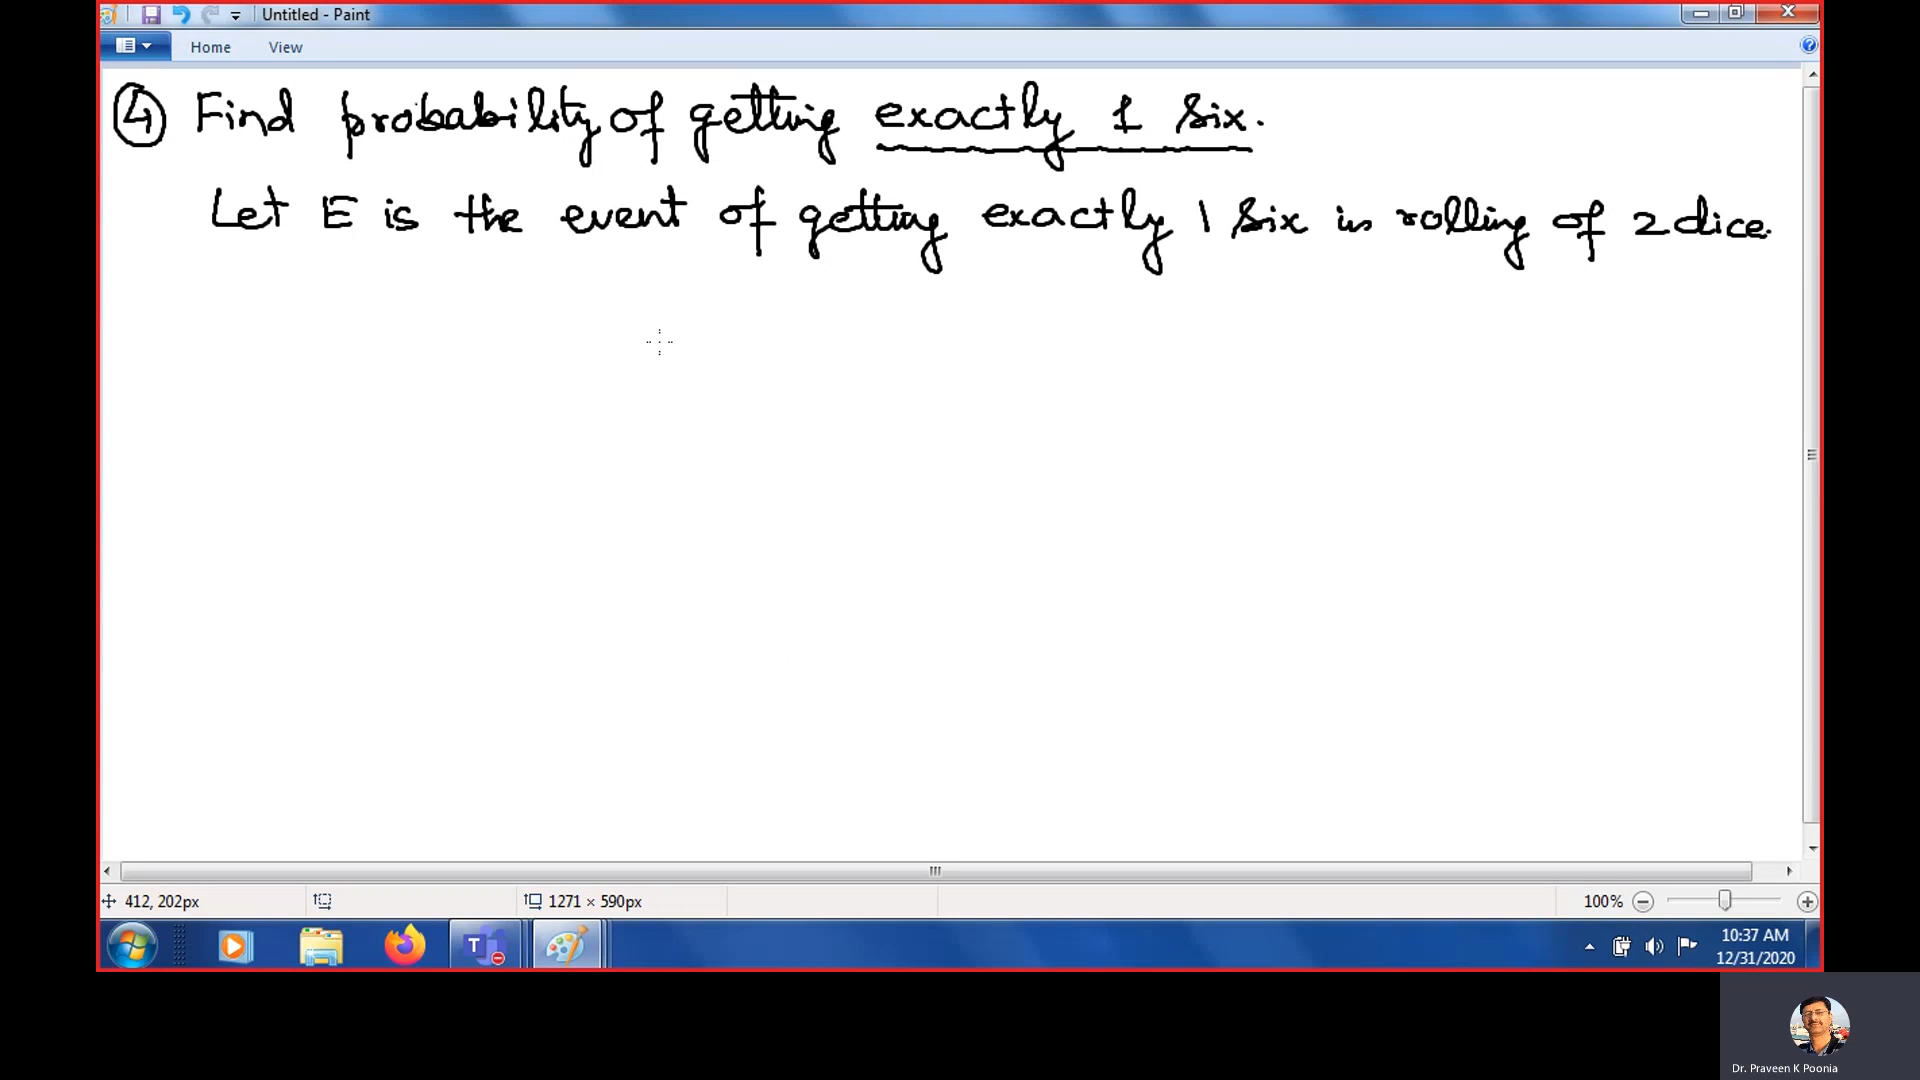 Untitled - Paint
Home View
④ Find probability of getting exactly 1 six.
Let E is the event of getting exactly 1 six in rolling of 2 dice.
412, 202px
1271 × 590px
100%
T
10:37 AM
12/31/2020
Dr. Praveen K Poonia